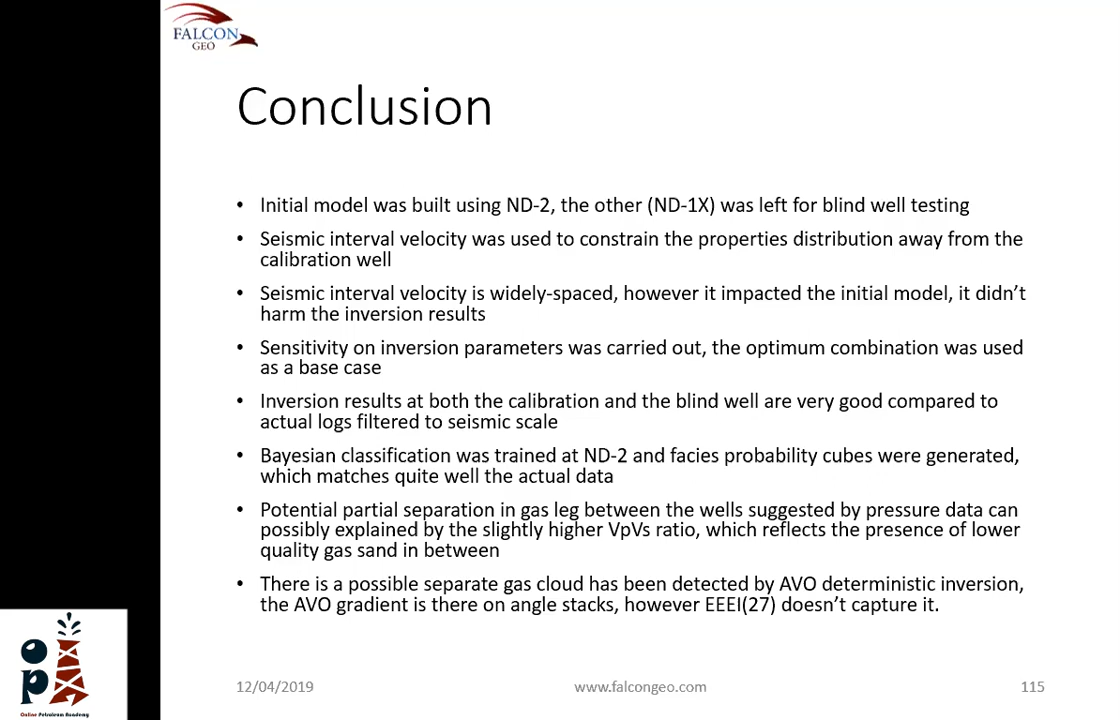 FALCON
GEO
Conclusion
• Initial model was built using ND-2, the other (ND-1X) was left for blind well testing
• Seismic interval velocity was used to constrain the properties distribution away from the
calibration well
• Seismic interval velocity is widely-spaced, however it impacted the initial model, it didn’t
harm the inversion results
• Sensitivity on inversion parameters was carried out, the optimum combination was used
as a base case
• Inversion results at both the calibration and the blind well are very good compared to
actual logs filtered to seismic scale
• Bayesian classification was trained at ND-2 and facies probability cubes were generated,
which matches quite well the actual data
• Potential partial separation in gas leg between the wells suggested by pressure data can
possibly explained by the slightly higher VpVs ratio, which reflects the presence of lower
quality gas sand in between
• There is a possible separate gas cloud has been detected by AVO deterministic inversion,
the AVO gradient is there on angle stacks, however EEEI(27) doesn’t capture it.
opa
Online Petroleum Academy
12/04/2019
www.falcongeo.com
115